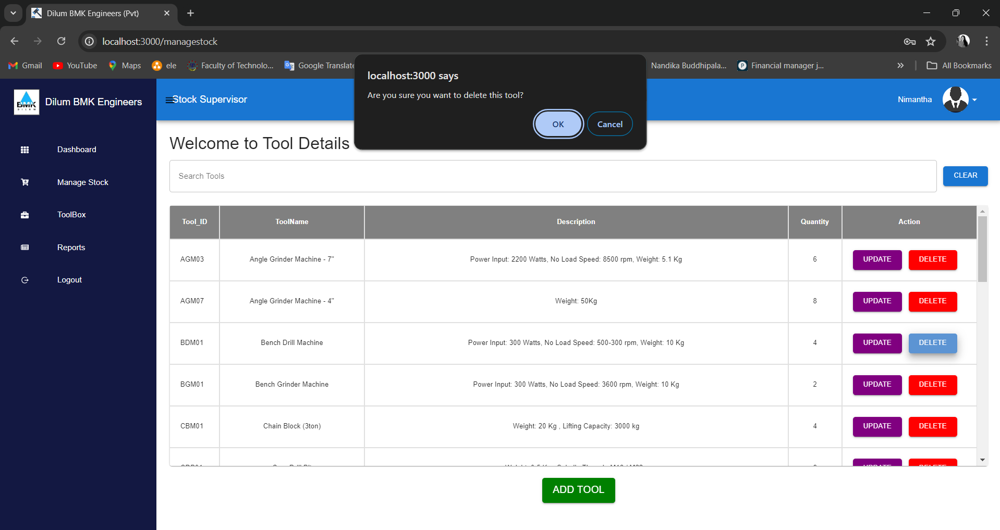 Dilum BMK Engineers (Pvt)
localhost:3000/managestock
Gmail
YouTube
Maps
ele
Faculty of Technolo...
Google Translate
Nandika Buddhipala...
Financial manager j...
All Bookmarks
localhost:3000 says
Are you sure you want to delete this tool?
OK
Cancel
BMK
DILUM
Dilum BMK Engineers
Stock Supervisor
Nimantha
Dashboard
Manage Stock
ToolBox
Reports
Logout
Welcome to Tool Details
Search Tools
CLEAR
Tool_ID ToolName Description Quantity Action
AGM03 Angle Grinder Machine - 7" Power Input: 2200 Watts, No Load Speed: 8500 rpm, Weight: 5.1 Kg 6 UPDATE DELETE
AGM07 Angle Grinder Machine - 4" Weight: 50Kg 8 UPDATE DELETE
BDM01 Bench Drill Machine Power Input: 300 Watts, No Load Speed: 500-300 rpm, Weight: 10 Kg 4 UPDATE DELETE
BGM01 Bench Grinder Machine Power Input: 300 Watts, No Load Speed: 3600 rpm, Weight: 10 Kg 2 UPDATE DELETE
CBM01 Chain Block (3ton) Weight: 20 Kg , Lifting Capacity: 3000 kg 4 UPDATE DELETE
UPDATE DELETE
ADD TOOL